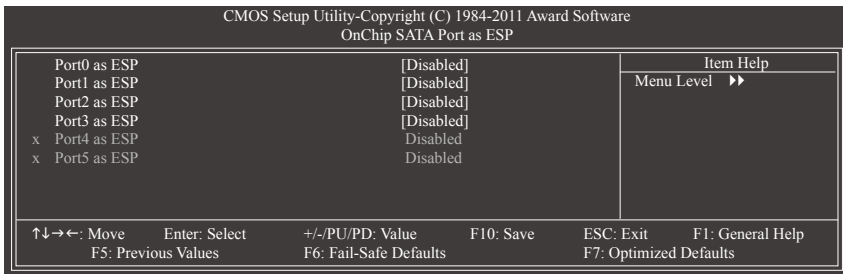 CMOS Setup Utility-Copyright (C) 1984-2011 Award Software
OnChip SATA Port as ESP
Port0 as ESP [Disabled] Item Help
Port1 as ESP [Disabled] Menu Level ▶▶
Port2 as ESP [Disabled]
Port3 as ESP [Disabled]
x Port4 as ESP Disabled
x Port5 as ESP Disabled
↑↓→←: Move Enter: Select +/-/PU/PD: Value F10: Save ESC: Exit F1: General Help
F5: Previous Values F6: Fail-Safe Defaults F7: Optimized Defaults